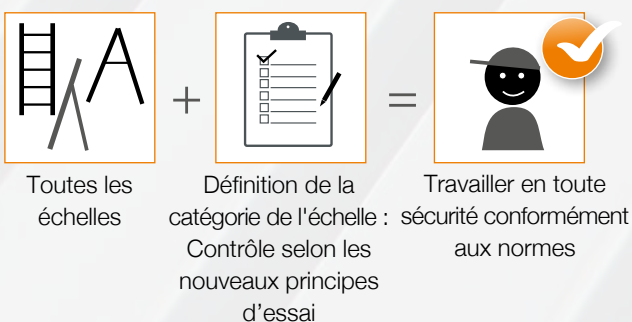 Toutes les
échelles
Définition de la
catégorie de l'échelle :
Contrôle selon les
nouveaux principes
d’essai
Travailler en toute
sécurité conformément
aux normes